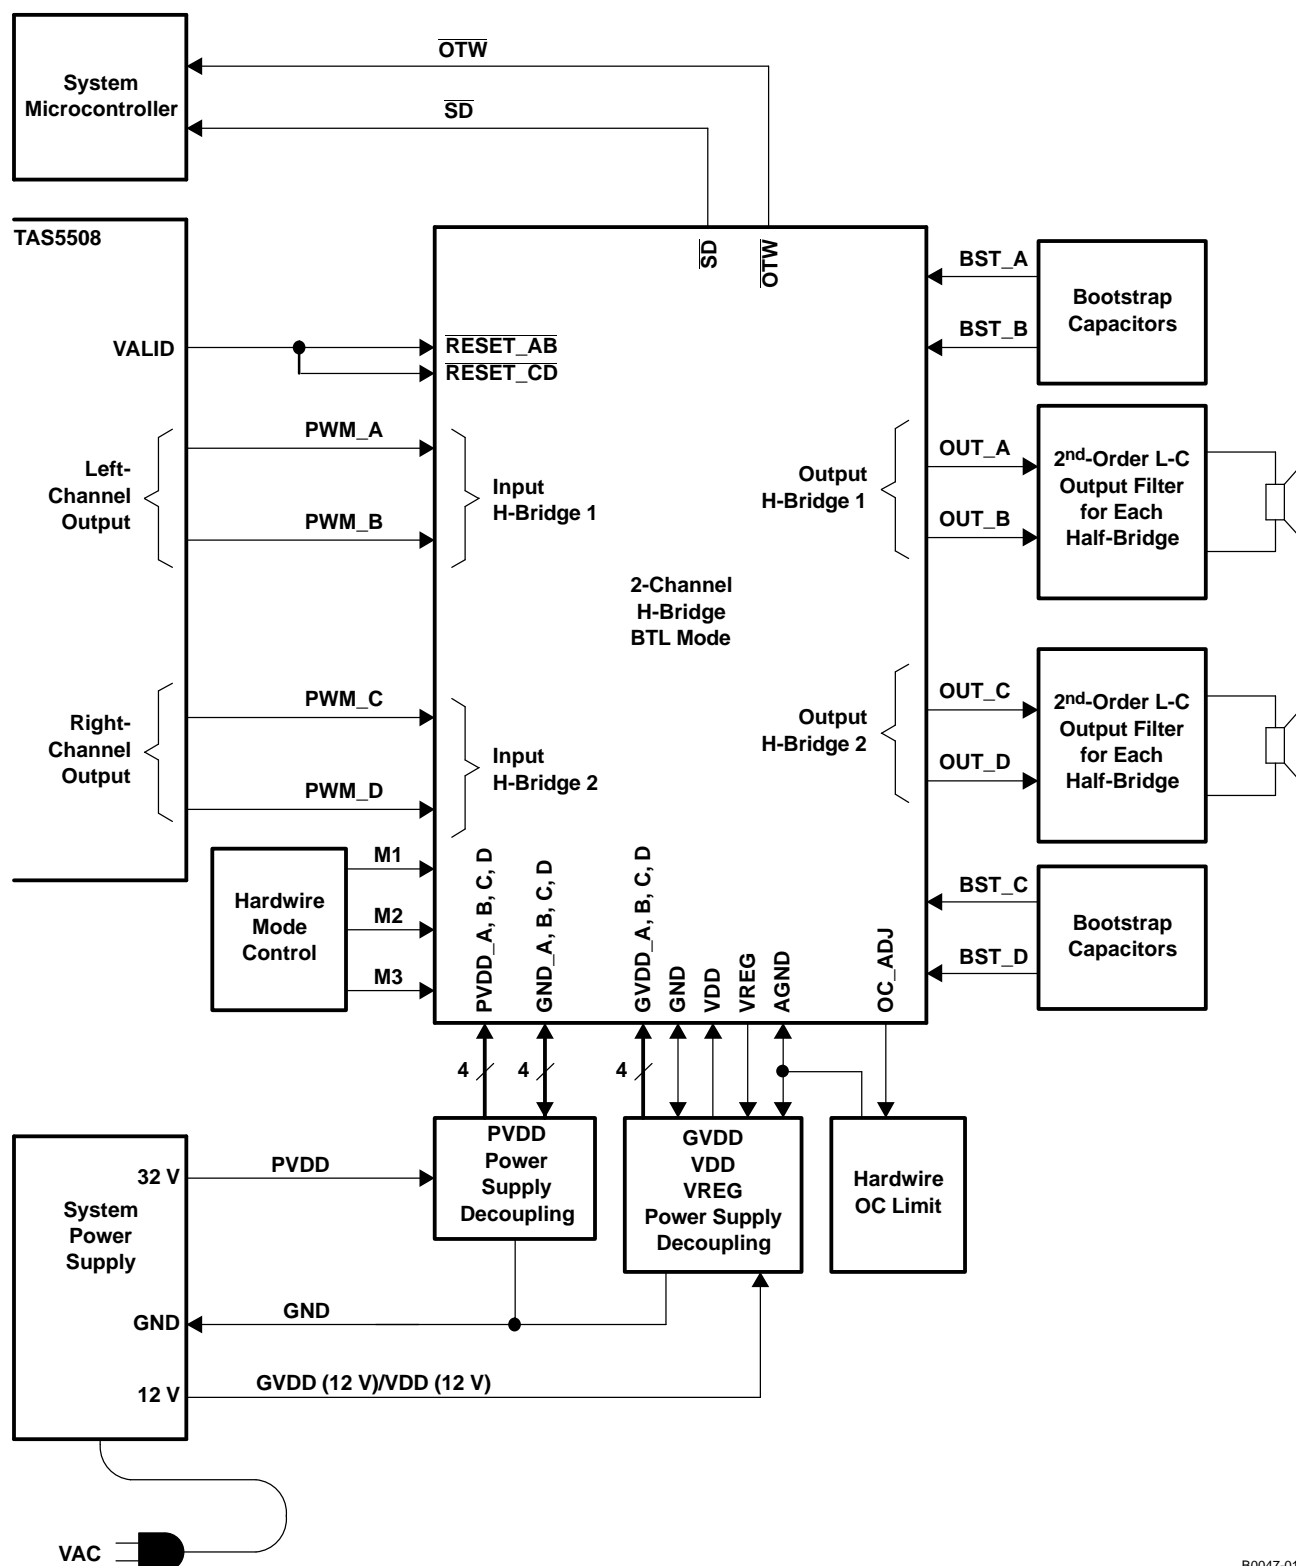 OTW
System
Microcontroller
SD
TAS5508
SD
OTW
BST_A
Bootstrap
Capacitors
BST_B
VALID
RESET_AB
RESET_CD
PWM_A
Left-
Channel
Output
PWM_B
Input
H-Bridge 1
Output
H-Bridge 1
OUT_A
OUT_B
2nd-Order L-C
Output Filter
for Each
Half-Bridge
2-Channel
H-Bridge
BTL Mode
PWM_C
Right-
Channel
Output
PWM_D
Input
H-Bridge 2
Output
H-Bridge 2
OUT_C
OUT_D
2nd-Order L-C
Output Filter
for Each
Half-Bridge
Hardwire
Mode
Control
M1
M2
M3
PVDD_A, B, C, D
GND_A, B, C, D
GVDD_A, B, C, D
GND
VDD
VREG
AGND
OC_ADJ
BST_C
Bootstrap
Capacitors
BST_D
4
4
4
PVDD
Power
Supply
Decoupling
GVDD
VDD
VREG
Power Supply
Decoupling
Hardwire
OC Limit
32 V
PVDD
System
Power
Supply
GND
GND
12 V
GVDD (12 V)/VDD (12 V)
VAC
B0047-01